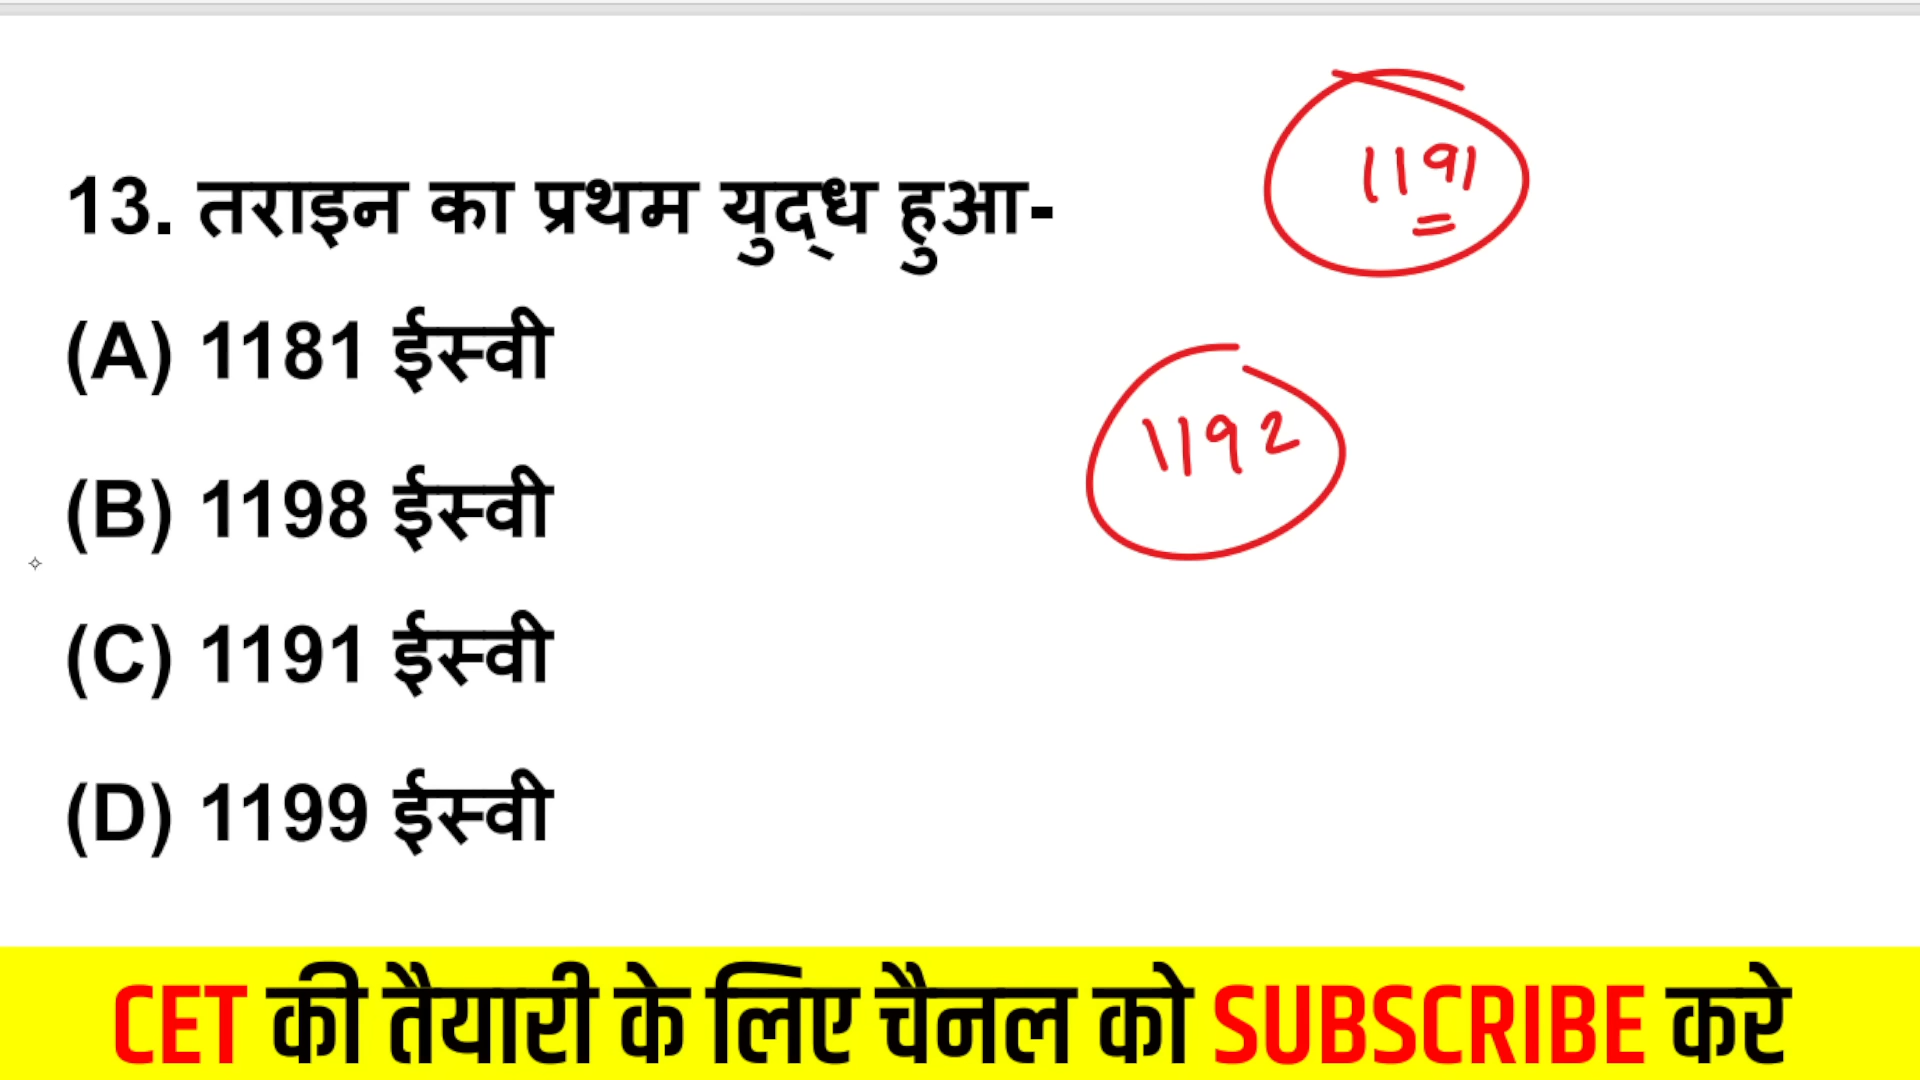 13. तराइन का प्रथम युद्ध हुआ-
1191
(A) 1181 ईस्वी
1192
(B) 1198 ईस्वी
(C) 1191 ईस्वी
(D) 1199 ईस्वी
CET की तैयारी के लिए चैनल को SUBSCRIBE करे